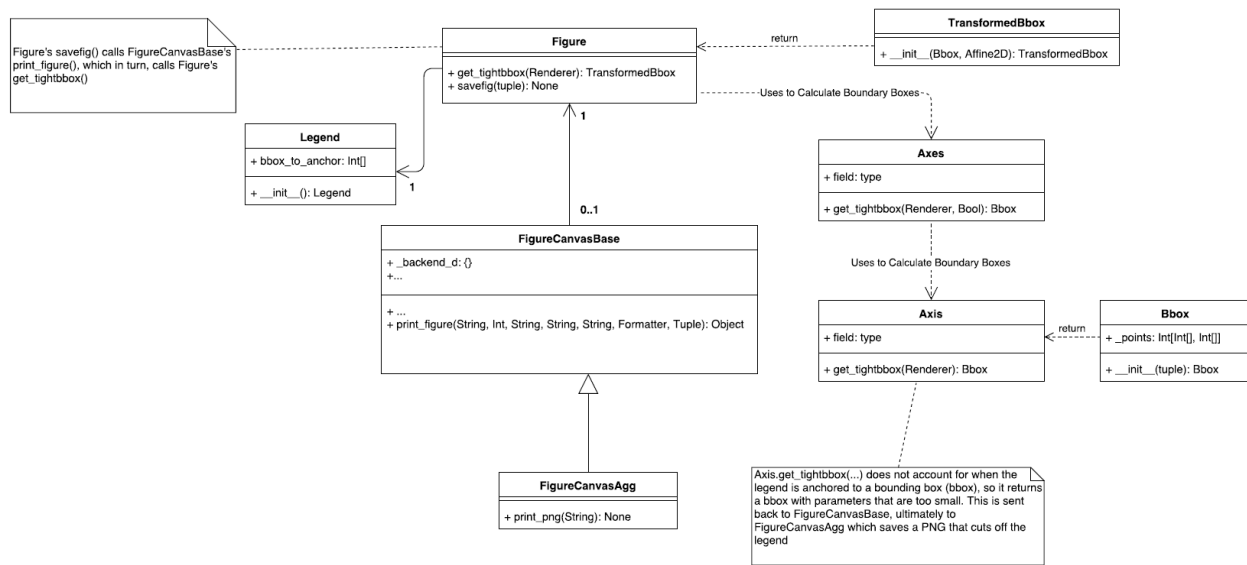 Figure's savefig() calls FigureCanvasBase's
print_figure(), which in turn, calls Figure's
get_tightbbox()
Figure
+ get_tightbbox(Renderer): TransformedBbox
+ savefig(tuple): None
return
TransformedBbox
+ __init__(Bbox, Affine2D): TransformedBbox
Uses to Calculate Boundary Boxes
1
Legend
+ bbox_to_anchor: Int[]
+ __init__(): Legend
1
Axes
+ field: type
+ get_tightbbox(Renderer, Bool): Bbox
0..1
FigureCanvasBase
+ _backend_d: {}
+...
+ ...
+ print_figure(String, Int, String, String, String, Formatter, Tuple): Object
Uses to Calculate Boundary Boxes
Axis
+ field: type
+ get_tightbbox(Renderer): Bbox
return
Bbox
+ _points: Int[Int[], Int[]]
+ __init__(tuple): Bbox
FigureCanvasAgg
+ print_png(String): None
Axis.get_tightbbox(...) does not account for when the
legend is anchored to a bounding box (bbox), so it returns
a bbox with parameters that are too small. This is sent
back to FigureCanvasBase, ultimately to
FigureCanvasAgg which saves a PNG that cuts off the
legend